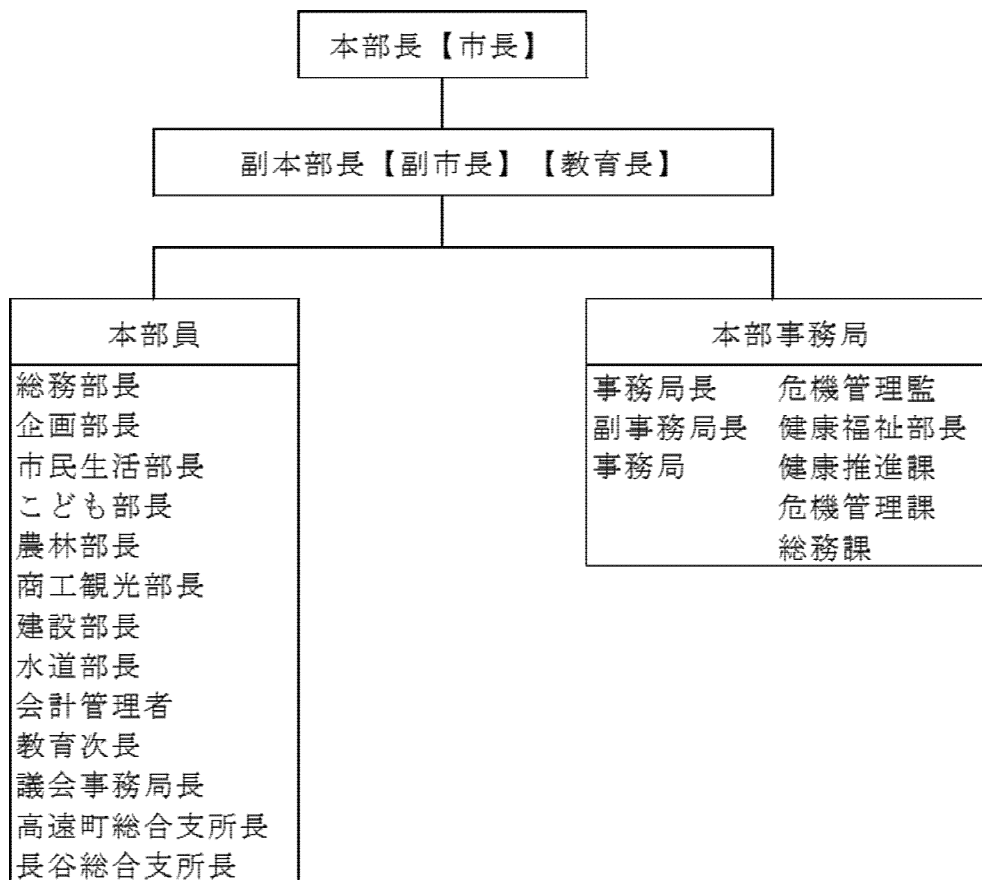 本部長【市長】
副本部長【副市長】【教育長】
本部員
総務部長
企画部長
市民生活部長
こども部長
農林部長
商工観光部長
建設部長
水道部長
会計管理者
教育次長
議会事務局長
高遠町総合支所長
長谷総合支所長
本部事務局
事務局長 危機管理監
副事務局長 健康福祉部長
事務局 健康推進課
危機管理課
総務課